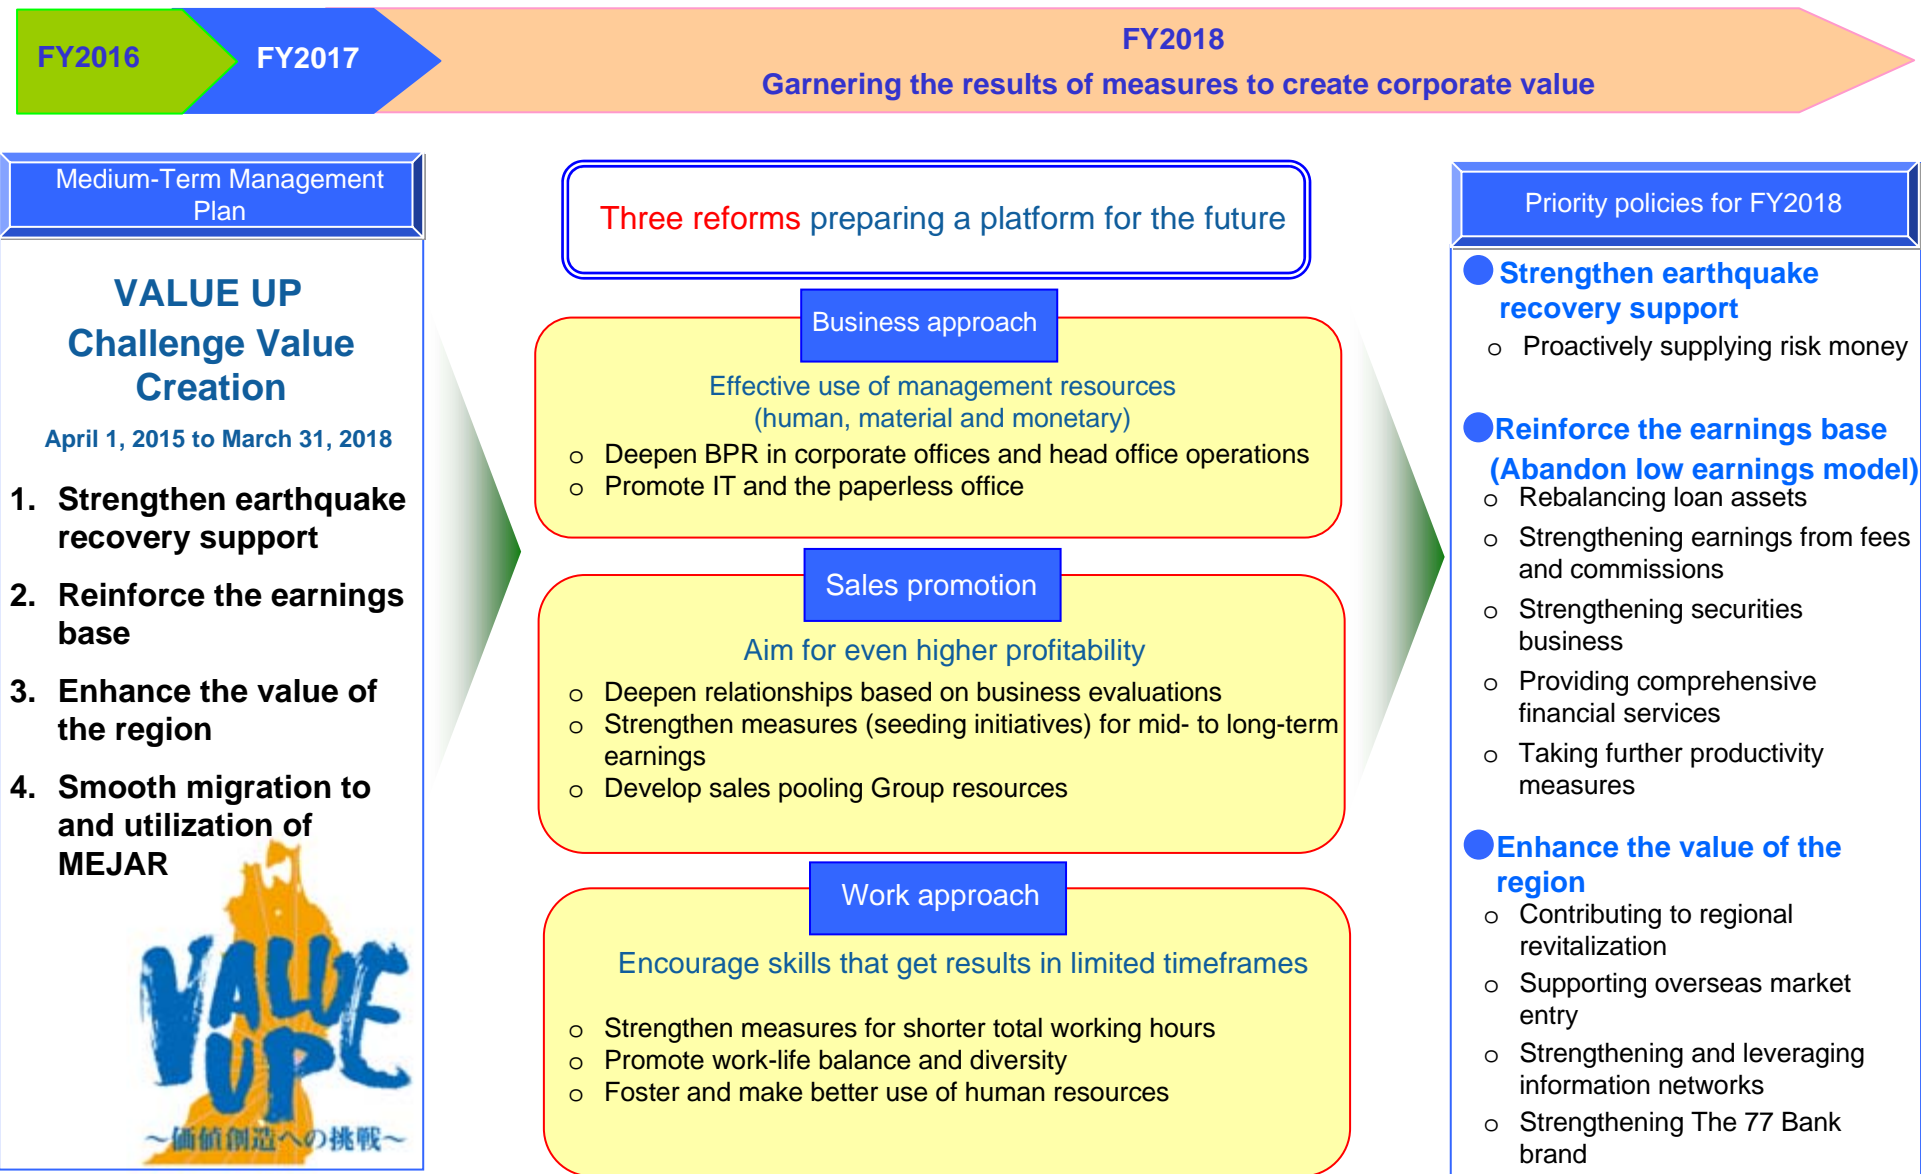 FY2016
FY2017
FY2018
Garnering the results of measures to create corporate value
Medium-Term Management
Plan
VALUE UP
Challenge Value
Creation
April 1, 2015 to March 31, 2018
1. Strengthen earthquake
recovery support
2. Reinforce the earnings
base
3. Enhance the value of
the region
4. Smooth migration to
and utilization of
MEJAR
VALUE
UP
～価値創造への挑戦～
Three reforms preparing a platform for the future
Business approach
Effective use of management resources
(human, material and monetary)
o Deepen BPR in corporate offices and head office operations
o Promote IT and the paperless office
Sales promotion
Aim for even higher profitability
o Deepen relationships based on business evaluations
o Strengthen measures (seeding initiatives) for mid- to long-term
earnings
o Develop sales pooling Group resources
Work approach
Encourage skills that get results in limited timeframes
o Strengthen measures for shorter total working hours
o Promote work-life balance and diversity
o Foster and make better use of human resources
Priority policies for FY2018
●Strengthen earthquake
recovery support
o Proactively supplying risk money
●Reinforce the earnings base
(Abandon low earnings model)
o Rebalancing loan assets
o Strengthening earnings from fees
and commissions
o Strengthening securities
business
o Providing comprehensive
financial services
o Taking further productivity
measures
●Enhance the value of the
region
o Contributing to regional
revitalization
o Supporting overseas market
entry
o Strengthening and leveraging
information networks
o Strengthening The 77 Bank
brand